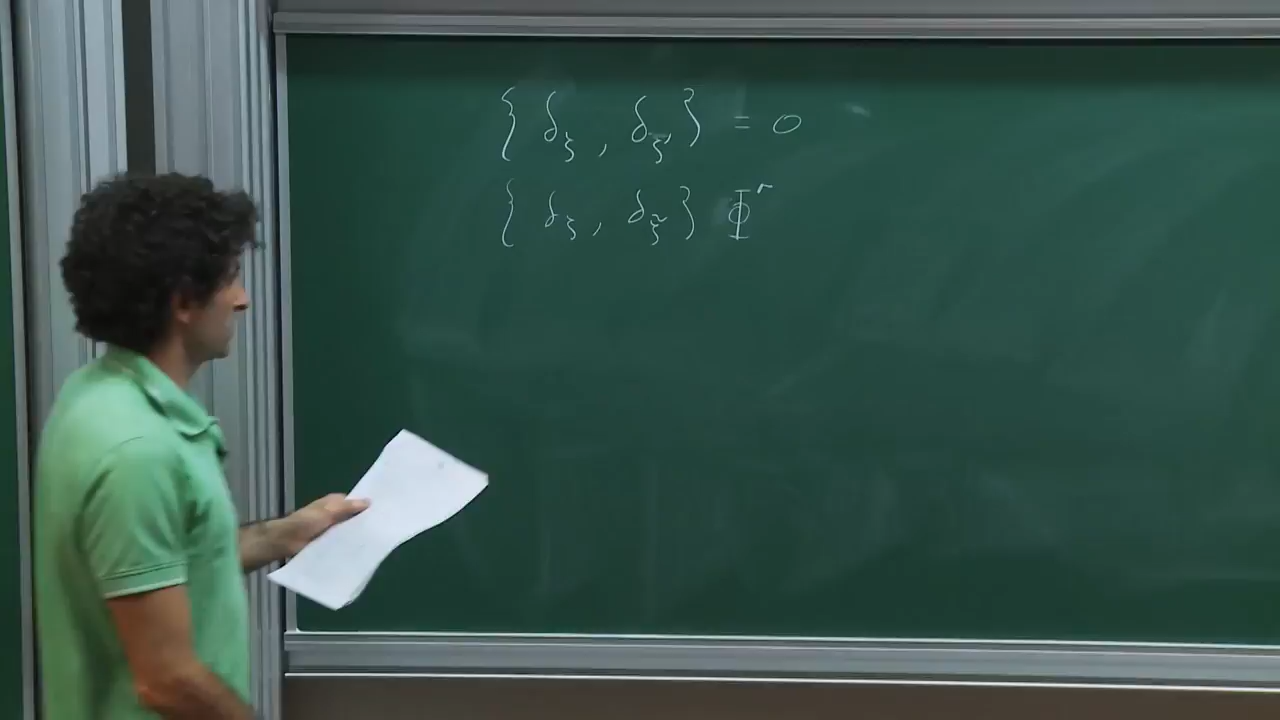 { δ_ξ , δ_ξ' } = 0
{ δ_ξ , δ_ξ̃ } Φ^r